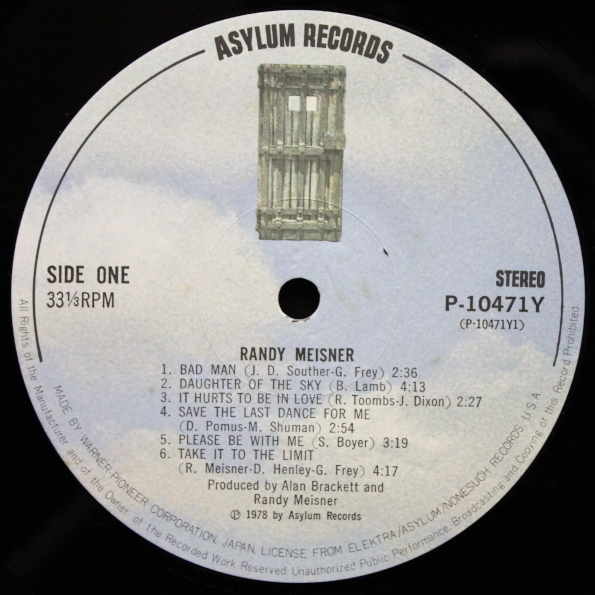 ASYLUM RECORDS
SIDE ONE
33⅓RPM
STEREO
P-10471Y
(P-10471Y1)
RANDY MEISNER
1. BAD MAN (J. D. Souther-G. Frey) 2:36
2. DAUGHTER OF THE SKY (B. Lamb) 4:13
3. IT HURTS TO BE IN LOVE (R. Toombs-J. Dixon) 2:27
4. SAVE THE LAST DANCE FOR ME
(D. Pomus-M. Shuman) 2:54
5. PLEASE BE WITH ME (S. Boyer) 3:19
6. TAKE IT TO THE LIMIT
(R. Meisner-D. Henley-G. Frey) 4:17
Produced by Alan Brackett and
Randy Meisner
℗ 1978 by Asylum Records
MADE BY WARNER-PIONEER CORPORATION, JAPAN, LICENSE FROM ELEKTRA/ASYLUM/NONESUCH RECORDS, U.S.A.
All Rights of the Manufacturer and of the Owner of the Recorded Work Reserved. Unauthorized Public Performance, Broadcasting and Copying of this Record Prohibited.